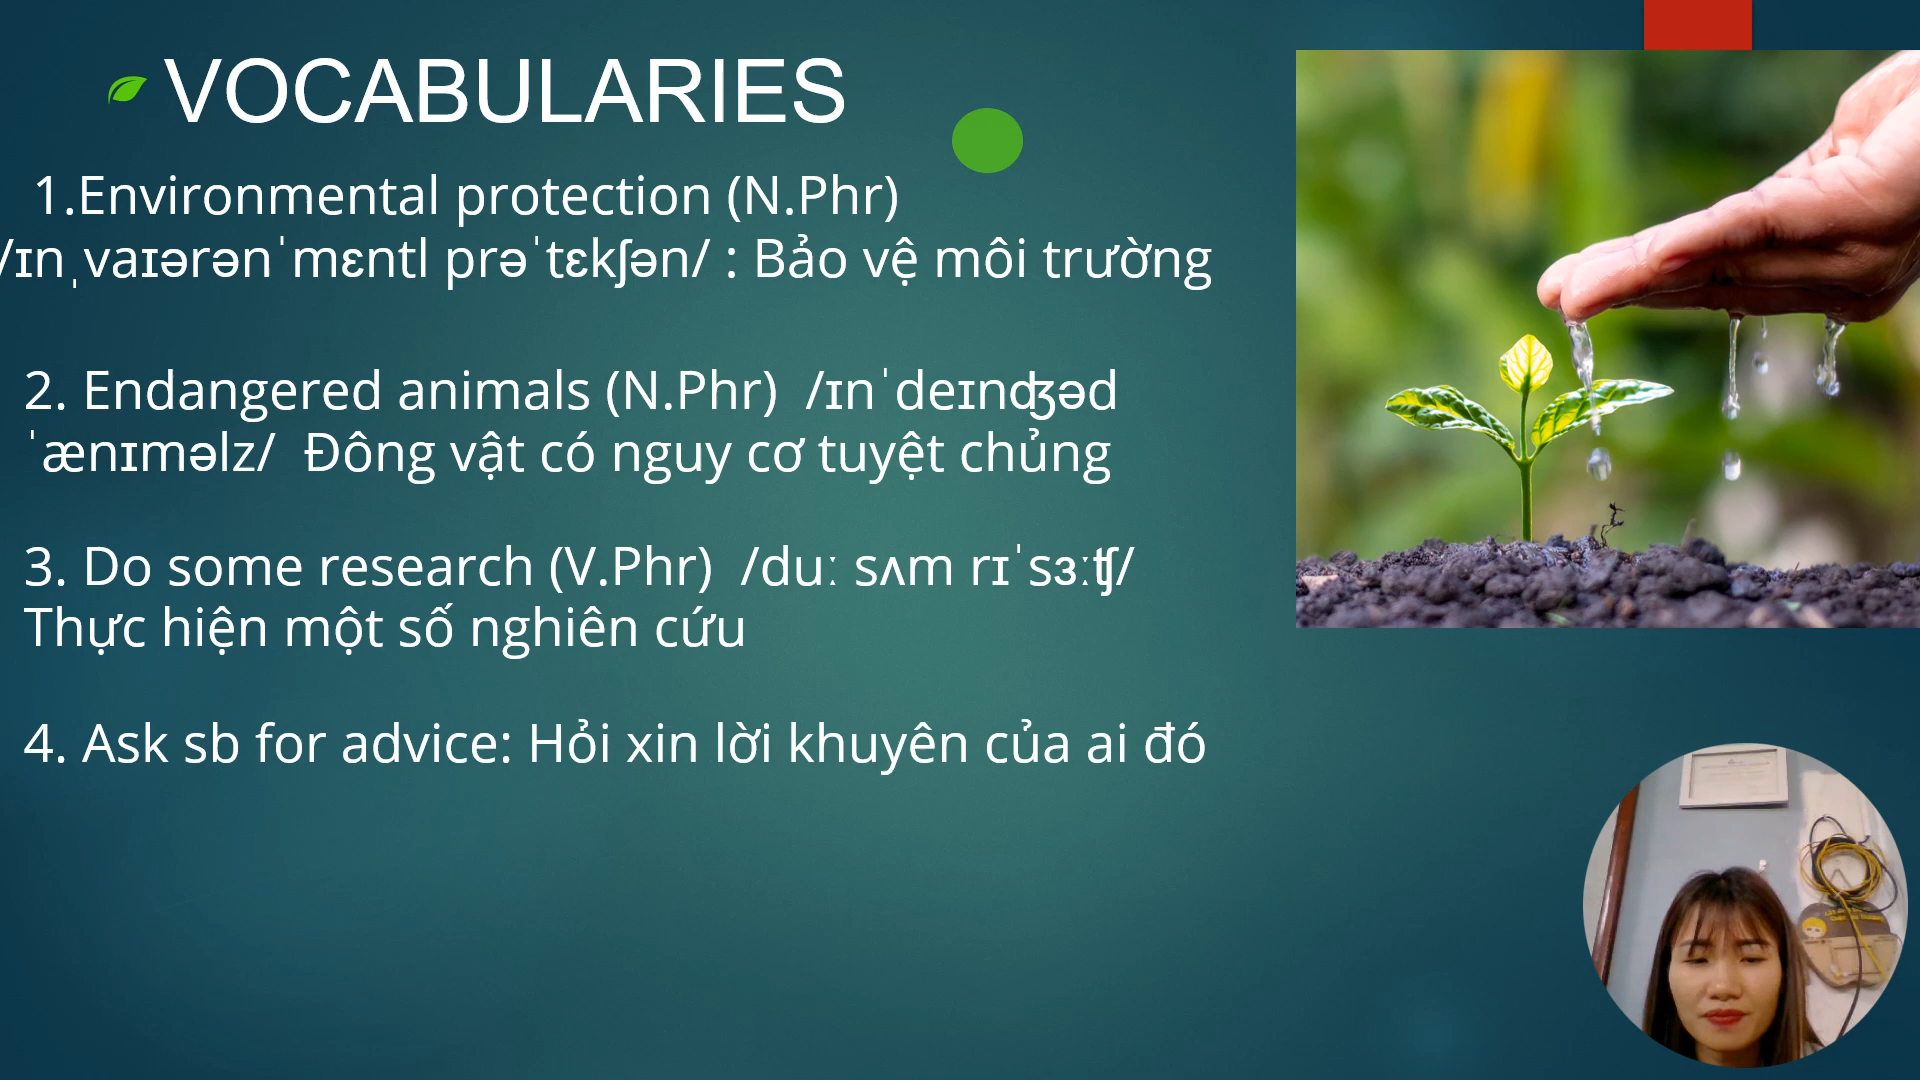 VOCABULARIES
1.Environmental protection (N.Phr)
/ɪnˌvaɪərənˈmɛntl prəˈtɛkʃən/ : Bảo vệ môi trường
2. Endangered animals (N.Phr) /ɪnˈdeɪnʤəd
ˈænɪməlz/ Đông vật có nguy cơ tuyệt chủng
3. Do some research (V.Phr) /duː sʌm rɪˈsɜːʧ/
Thực hiện một số nghiên cứu
4. Ask sb for advice: Hỏi xin lời khuyên của ai đó